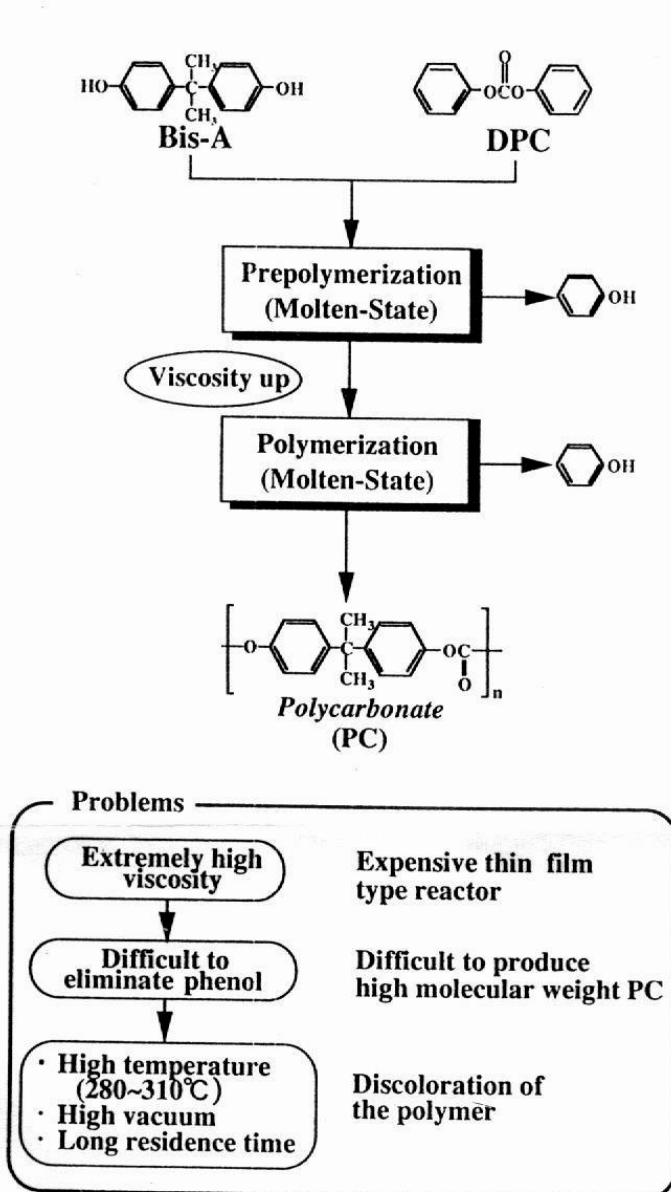 CH₃
O
HO
C
OH
OCO
CH₃
Bis-A
DPC
Prepolymerization
(Molten-State)
OH
Viscosity up
Polymerization
(Molten-State)
OH
CH₃
O
C
OC
CH₃
O
n
Polycarbonate
(PC)
Problems
Extremely high
viscosity
Expensive thin film
type reactor
Difficult to
eliminate phenol
Difficult to produce
high molecular weight PC
· High temperature
(280~310℃)
· High vacuum
· Long residence time
Discoloration of
the polymer